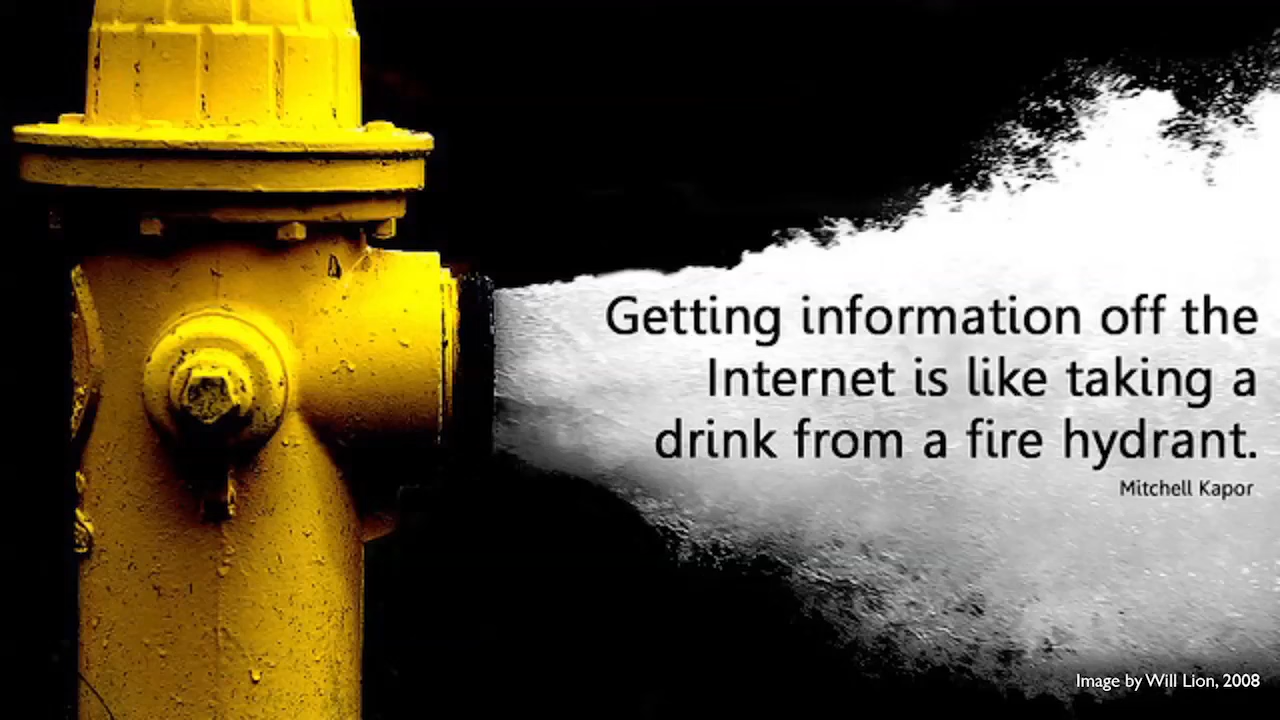 Getting information off the
Internet is like taking a
drink from a fire hydrant.
Mitchell Kapor
Image by Will Lion, 2008